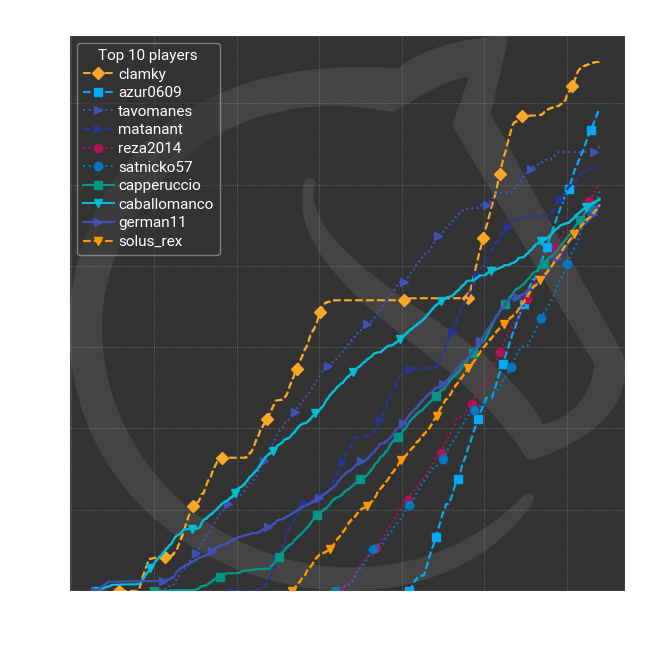 Top 10 players
clamky
azur0609
tavomanes
matanant
reza2014
satnicko57
capperuccio
caballomanco
german11
solus_rex